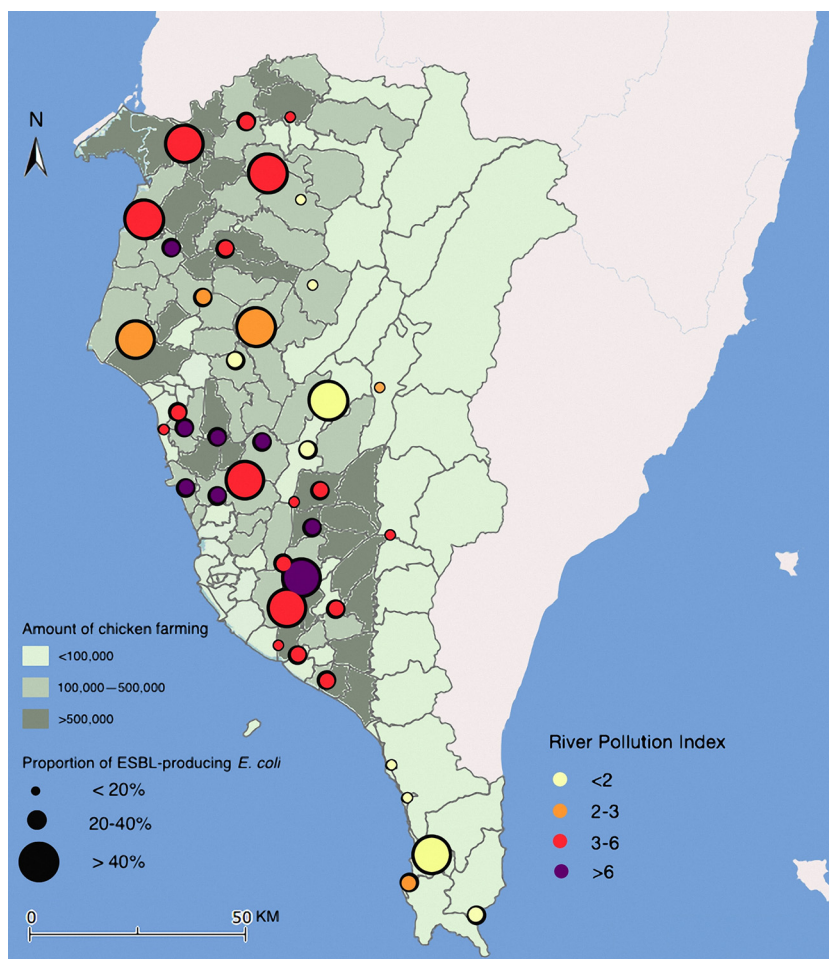 N
Amount of chicken farming
<100,000
100,000—500,000
>500,000
Proportion of ESBL-producing E. coli
< 20%
20-40%
> 40%
0 50 KM
River Pollution Index
<2
2-3
3-6
>6